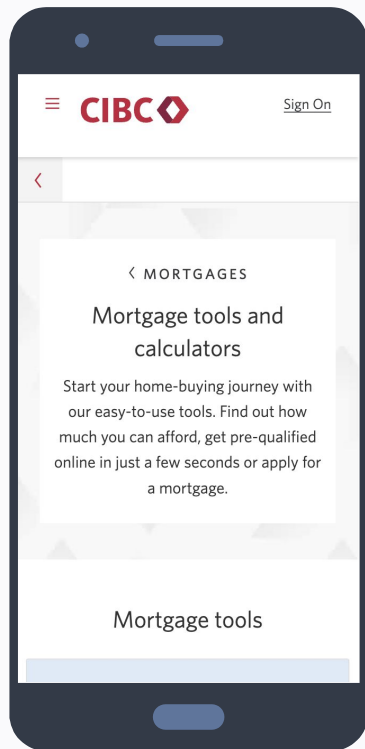 CIBC
Sign On
MORTGAGES
Mortgage tools and
calculators
Start your home-buying journey with
our easy-to-use tools. Find out how
much you can afford, get pre-qualified
online in just a few seconds or apply for
a mortgage.
Mortgage tools